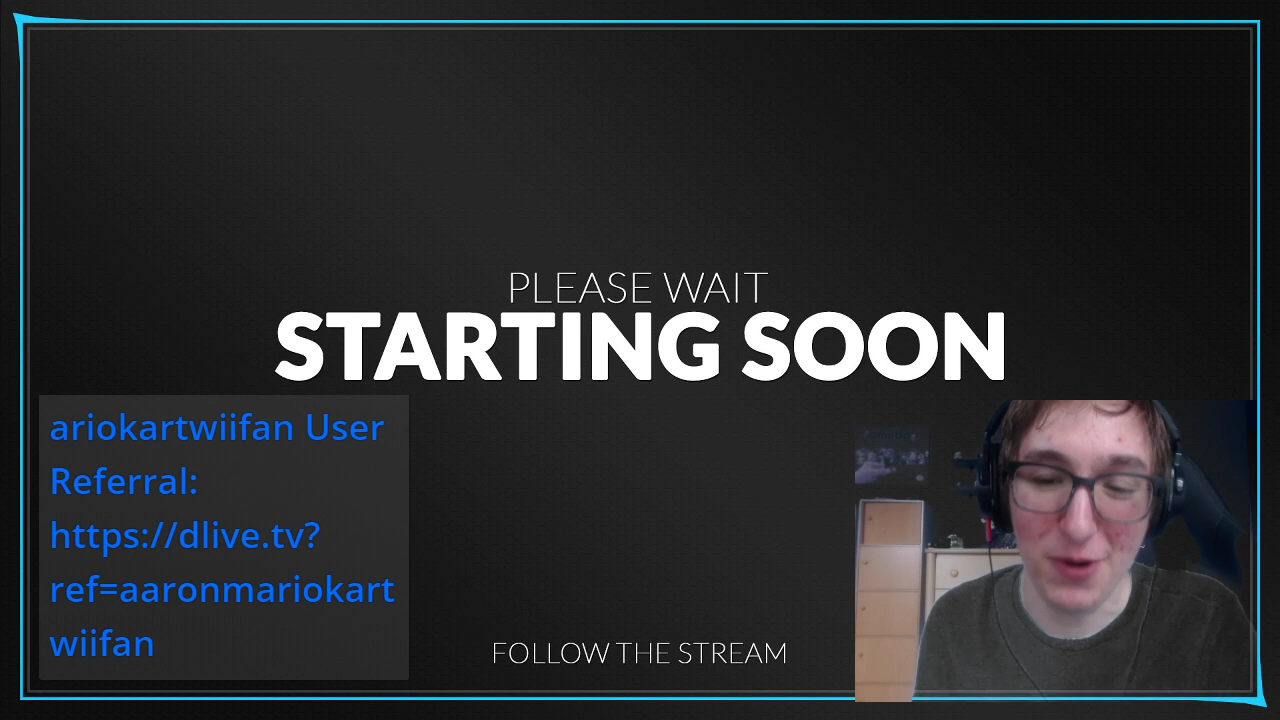 PLEASE WAIT
STARTING SOON
ariokartwiifan User
Referral:
https://dlive.tv?
ref=aaronmariokart
wiifan
FOLLOW THE STREAM